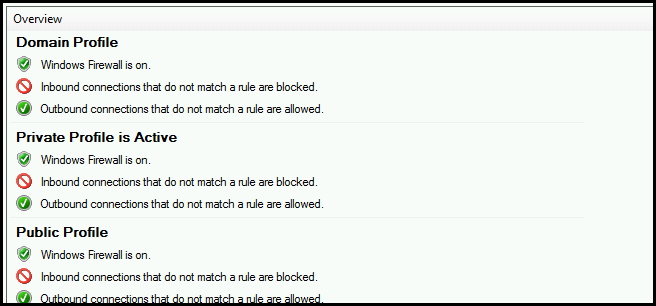 Overview
Domain Profile
Windows Firewall is on.
Inbound connections that do not match a rule are blocked.
Outbound connections that do not match a rule are allowed.
Private Profile is Active
Windows Firewall is on.
Inbound connections that do not match a rule are blocked.
Outbound connections that do not match a rule are allowed.
Public Profile
Windows Firewall is on.
Inbound connections that do not match a rule are blocked.
Outbound connections that do not match a rule are allowed.